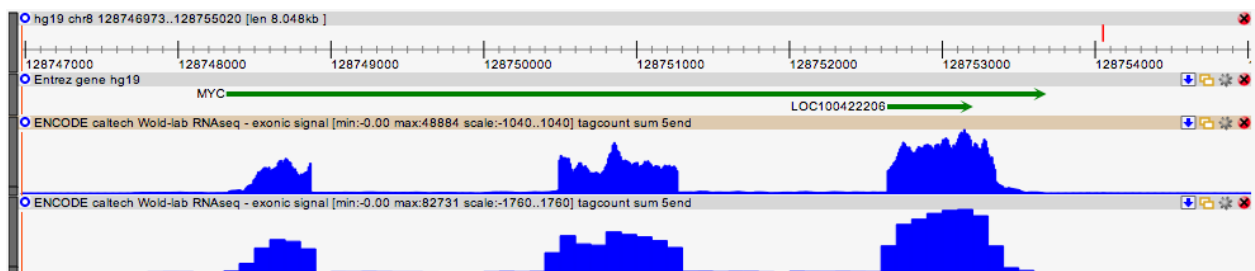 hg19 chr8 128746973..128755020 [len 8.048kb ]
128747000 128748000 128749000 128750000 128751000 128752000 128753000 128754000
Entrez gene hg19
MYC
LOC100422206
ENCODE caltech Wold-lab RNAseq - exonic signal [min:-0.00 max:48884 scale:-1040..1040] tagcount sum 5end
ENCODE caltech Wold-lab RNAseq - exonic signal [min:-0.00 max:82731 scale:-1760..1760] tagcount sum 5end